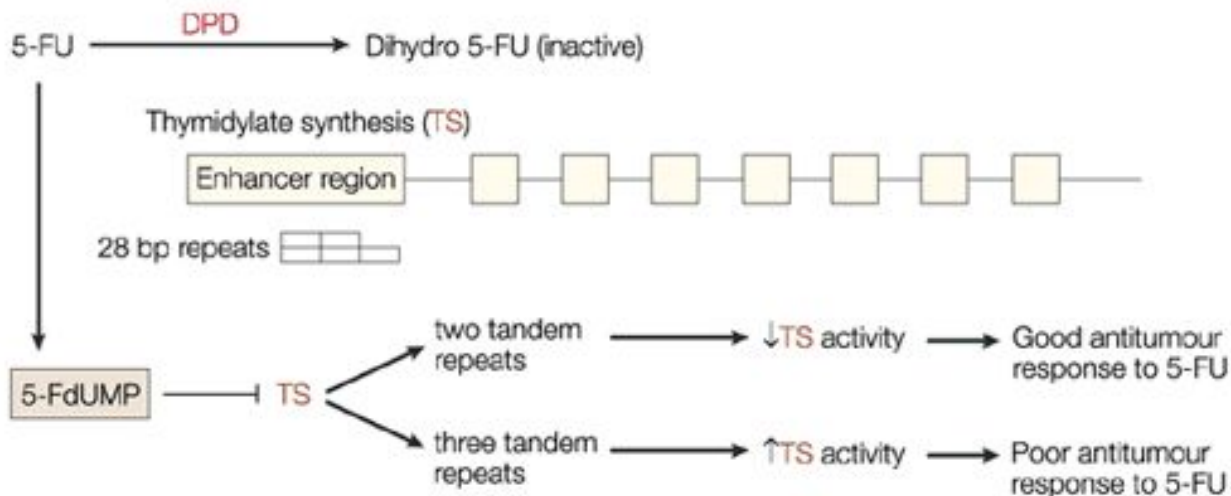 DPD
5-FU
Dihydro 5-FU (inactive)
Thymidylate synthesis (TS)
Enhancer region
28 bp repeats
two tandem
repeats
↓TS activity
Good antitumour
response to 5-FU
5-FdUMP
TS
three tandem
repeats
↑TS activity
Poor antitumour
response to 5-FU